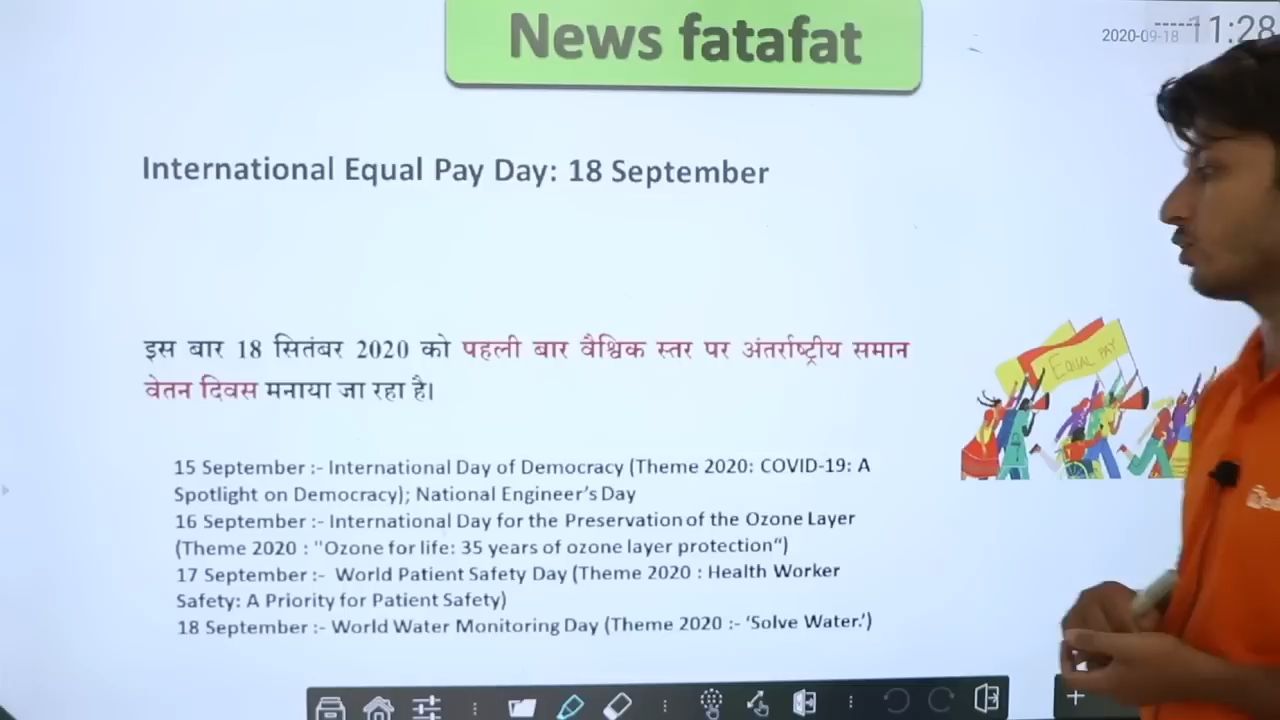 News fatafat
2020-09-18
11:28
International Equal Pay Day: 18 September
इस बार 18 सितंबर 2020 को पहली बार वैश्विक स्तर पर अंतर्राष्ट्रीय समान
वेतन दिवस मनाया जा रहा है।
EQUAL PAY
15 September :- International Day of Democracy (Theme 2020: COVID-19: A
Spotlight on Democracy); National Engineer’s Day
16 September :- International Day for the Preservation of the Ozone Layer
(Theme 2020 : "Ozone for life: 35 years of ozone layer protection“)
17 September :- World Patient Safety Day (Theme 2020 : Health Worker
Safety: A Priority for Patient Safety)
18 September :- World Water Monitoring Day (Theme 2020 :- ‘Solve Water.’)